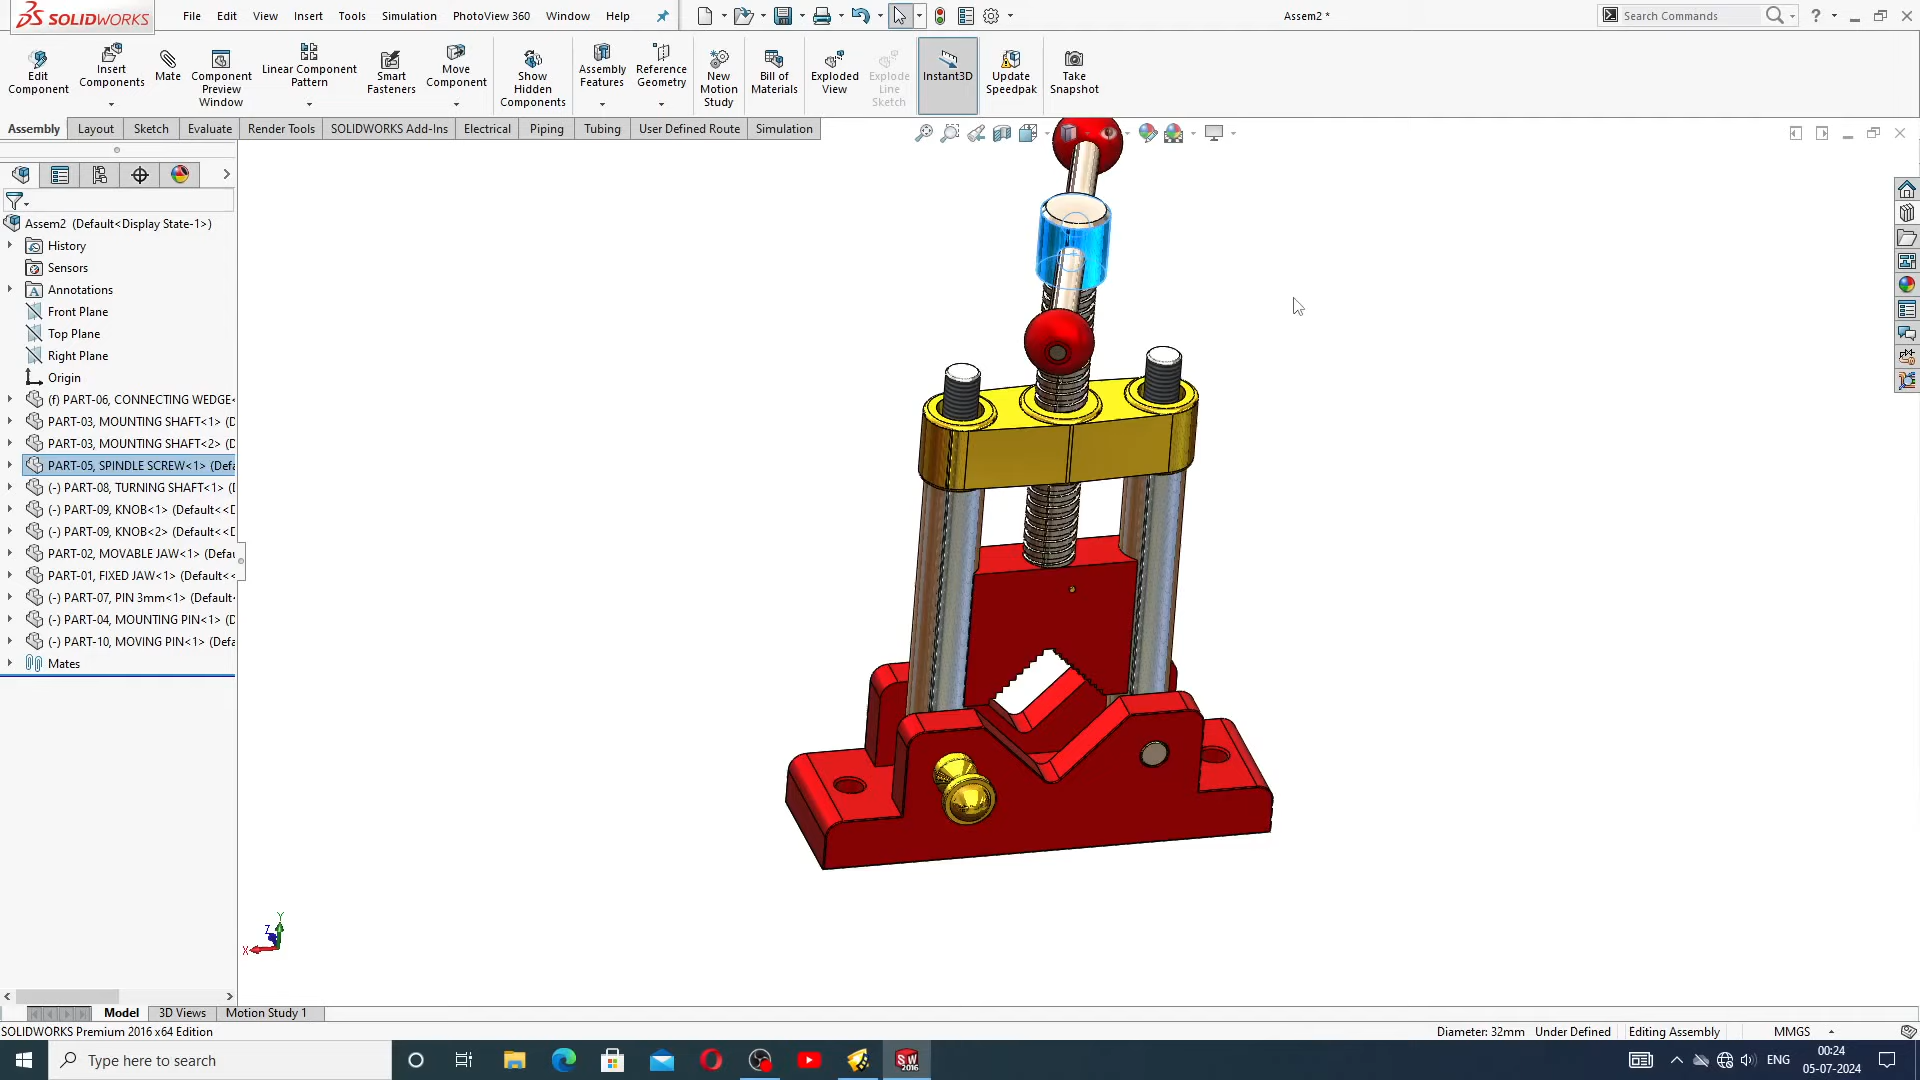 SOLIDWORKS
File Edit View Insert Tools Simulation PhotoView 360 Window Help
Assem2 *
Search Commands
Edit Component
Insert Components
Mate
Component Preview Window
Linear Component Pattern
Smart Fasteners
Move Component
Show Hidden Components
Assembly Features
Reference Geometry
New Motion Study
Bill of Materials
Exploded View
Explode Line Sketch
Instant3D
Update Speedpak
Take Snapshot
Assembly Layout Sketch Evaluate Render Tools SOLIDWORKS Add-Ins Electrical Piping Tubing User Defined Route Simulation
Assem2 (Default<Display State-1>)
History
Sensors
Annotations
Front Plane
Top Plane
Right Plane
Origin
(f) PART-06, CONNECTING WEDGE<
PART-03, MOUNTING SHAFT<1> (D
PART-03, MOUNTING SHAFT<2> (D
PART-05, SPINDLE SCREW<1> (Defa
(-) PART-08, TURNING SHAFT<1> (D
(-) PART-09, KNOB<1> (Default<<D
(-) PART-09, KNOB<2> (Default<<D
PART-02, MOVABLE JAW<1> (Defau
PART-01, FIXED JAW<1> (Default<<
(-) PART-07, PIN 3mm<1> (Default<
(-) PART-04, MOUNTING PIN<1> (D
(-) PART-10, MOVING PIN<1> (Defa
Mates
Y
Z
X
Model 3D Views Motion Study 1
SOLIDWORKS Premium 2016 x64 Edition
Diameter: 32mm Under Defined Editing Assembly MMGS
Type here to search
SW
2016
ENG
00:24
05-07-2024